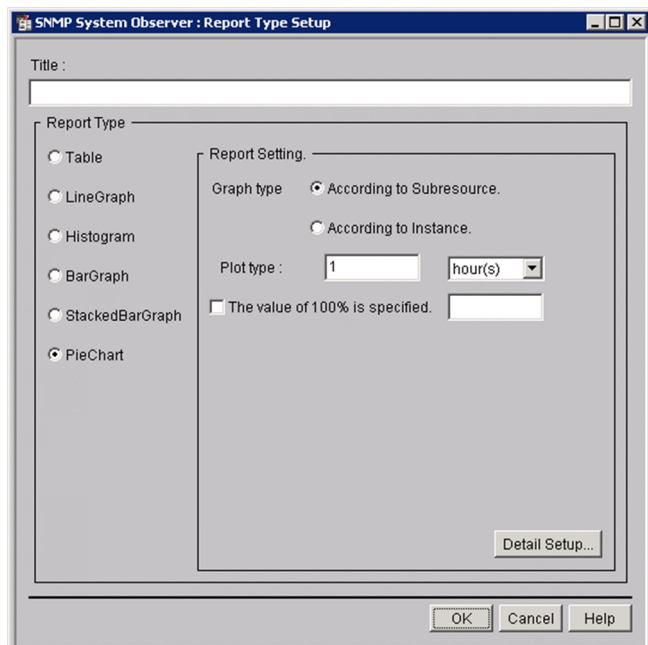 SNMP System Observer : Report Type Setup
Title :
Report Type
Table
LineGraph
Histogram
BarGraph
StackedBarGraph
PieChart
Report Setting.
Graph type According to Subresource.
According to Instance.
Plot type : 1 hour(s)
The value of 100% is specified.
Detail Setup...
OK Cancel Help